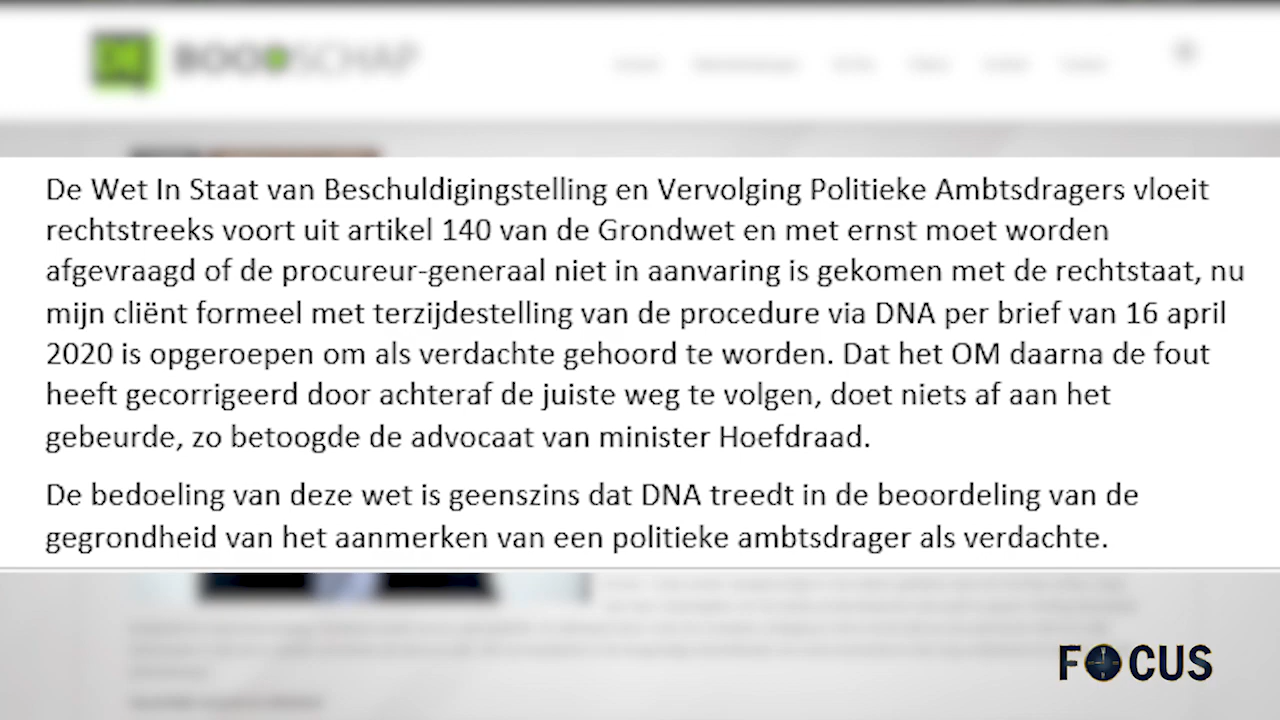 BOODSCHAP
De Wet In Staat van Beschuldigingstelling en Vervolging Politieke Ambtsdragers vloeit
rechtstreeks voort uit artikel 140 van de Grondwet en met ernst moet worden
afgevraagd of de procureur-generaal niet in aanvaring is gekomen met de rechtstaat, nu
mijn cliënt formeel met terzijdestelling van de procedure via DNA per brief van 16 april
2020 is opgeroepen om als verdachte gehoord te worden. Dat het OM daarna de fout
heeft gecorrigeerd door achteraf de juiste weg te volgen, doet niets af aan het
gebeurde, zo betoogde de advocaat van minister Hoefdraad.
De bedoeling van deze wet is geenszins dat DNA treedt in de beoordeling van de
gegrondheid van het aanmerken van een politieke ambtsdrager als verdachte.
FOCUS